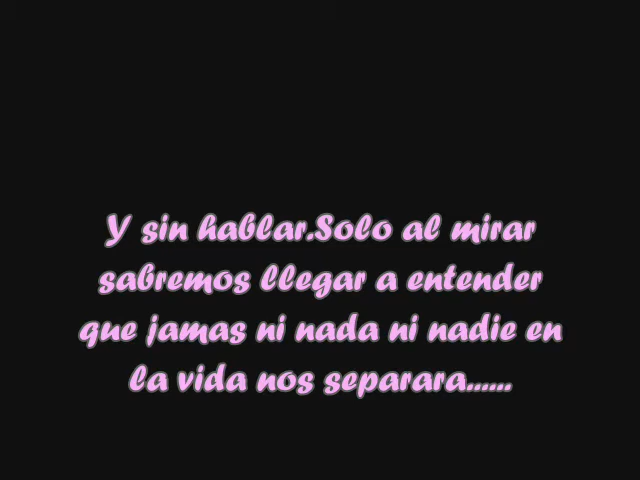 Y sin hablar.Solo al mirar
sabremos llegar a entender
que jamas ni nada ni nadie en
la vida nos separara......